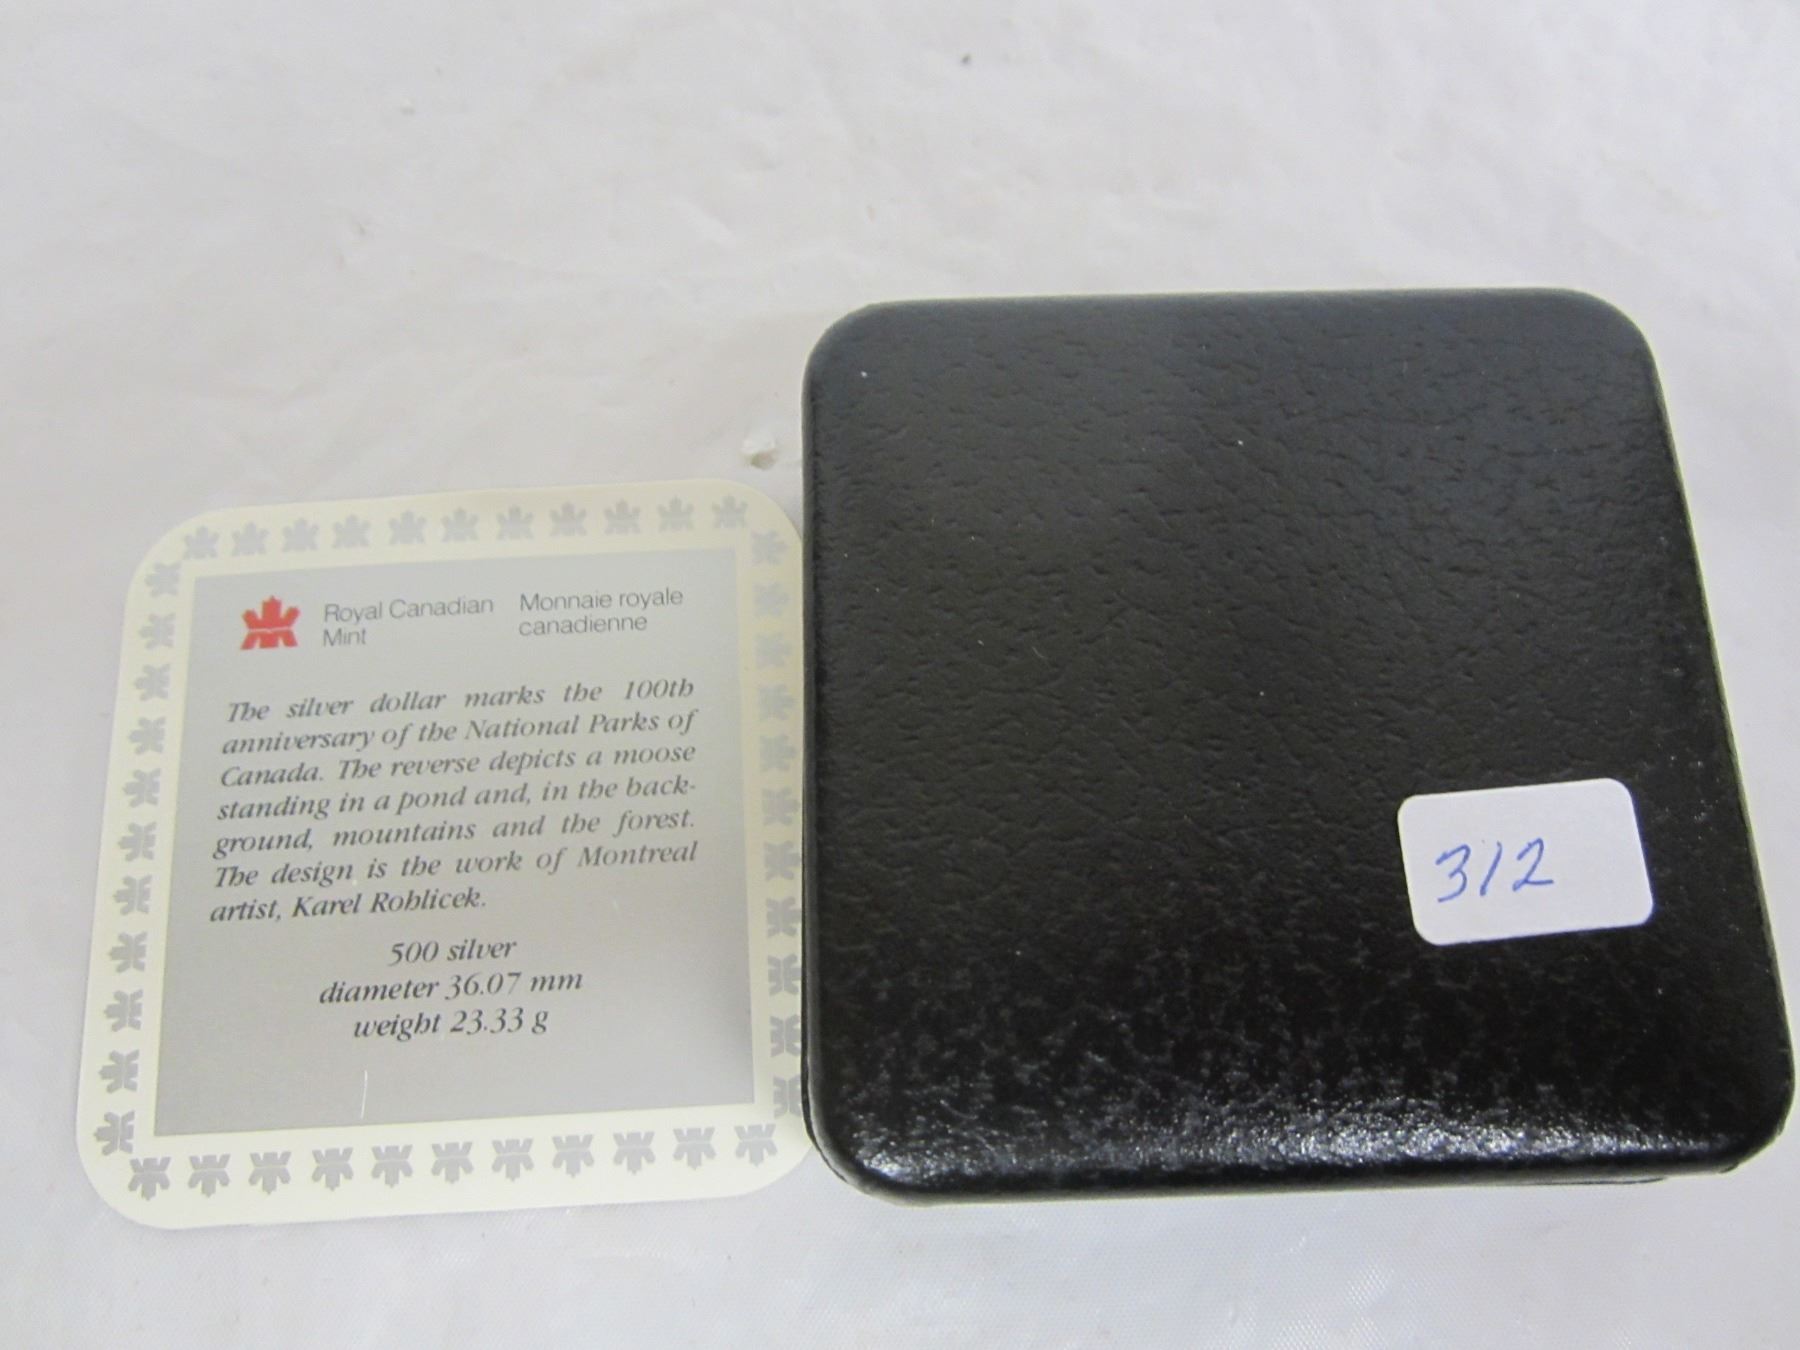 Royal Canadian Mint
Monnaie royale canadienne
The silver dollar marks the 100th
anniversary of the National Parks of
Canada. The reverse depicts a moose
standing in a pond and, in the back-
ground, mountains and the forest.
The design is the work of Montreal
artist, Karel Rohlicek.
500 silver
diameter 36.07 mm
weight 23.33 g
312